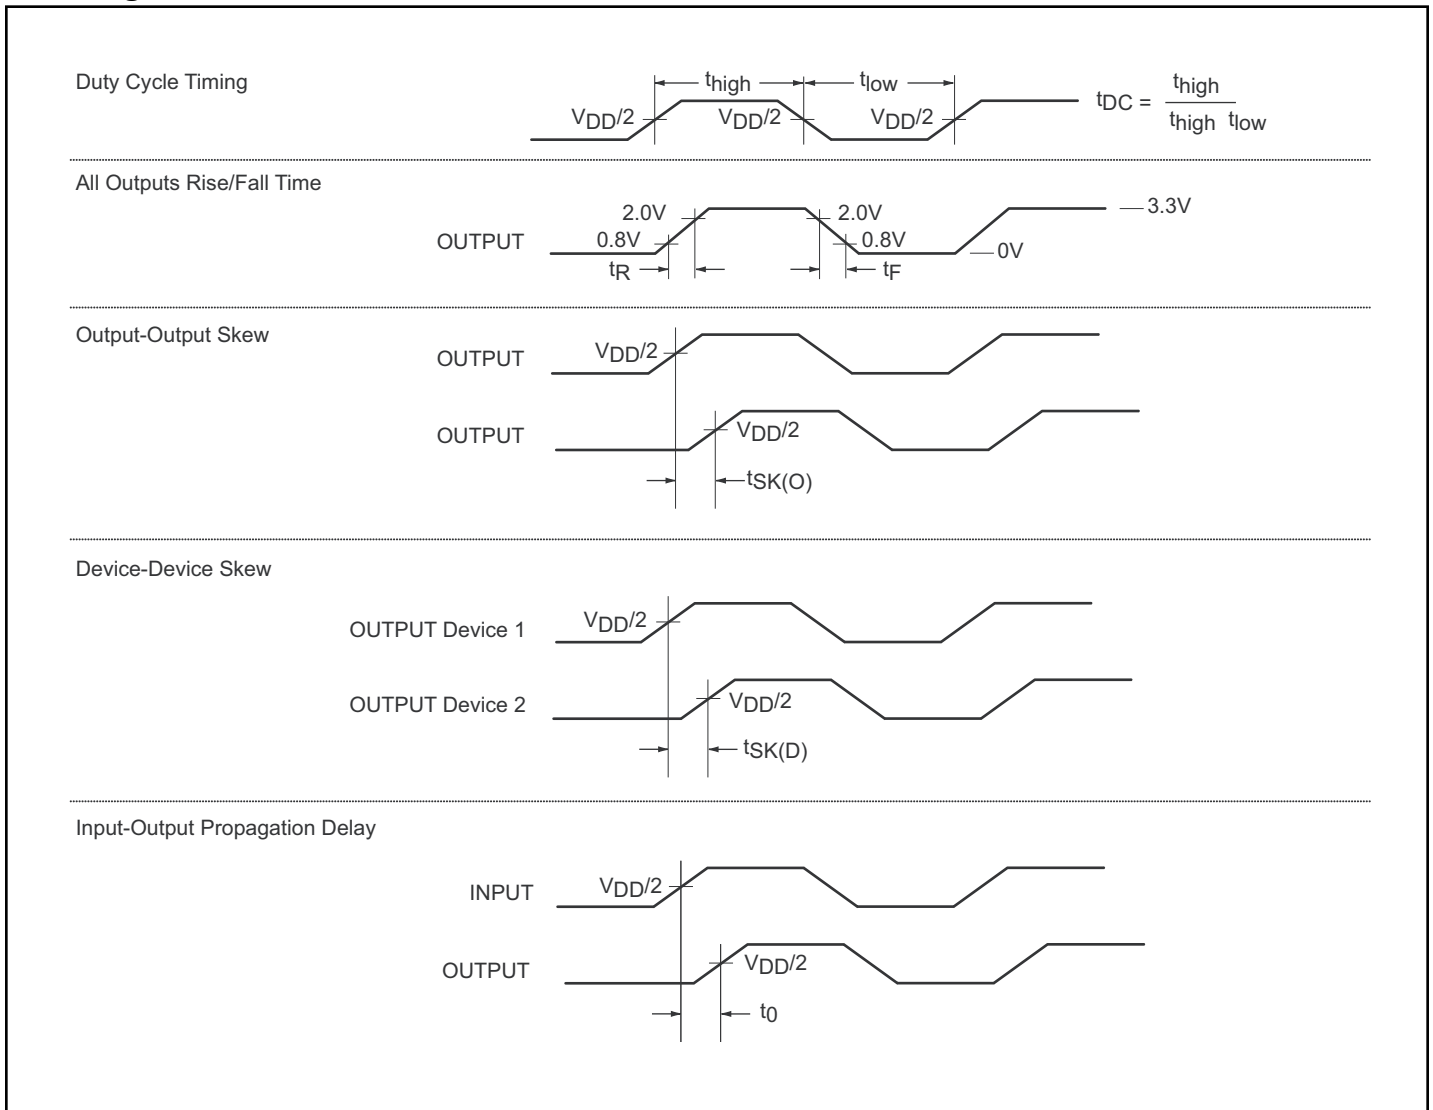 Duty Cycle Timing
thigh
tlow
VDD/2
VDD/2
VDD/2
tDC =
thigh
thigh tlow
All Outputs Rise/Fall Time
OUTPUT
2.0V
0.8V
tR
2.0V
0.8V
tF
3.3V
0V
Output-Output Skew
OUTPUT
VDD/2
OUTPUT
VDD/2
tSK(O)
Device-Device Skew
OUTPUT Device 1
VDD/2
OUTPUT Device 2
VDD/2
tSK(D)
Input-Output Propagation Delay
INPUT
VDD/2
OUTPUT
VDD/2
t0